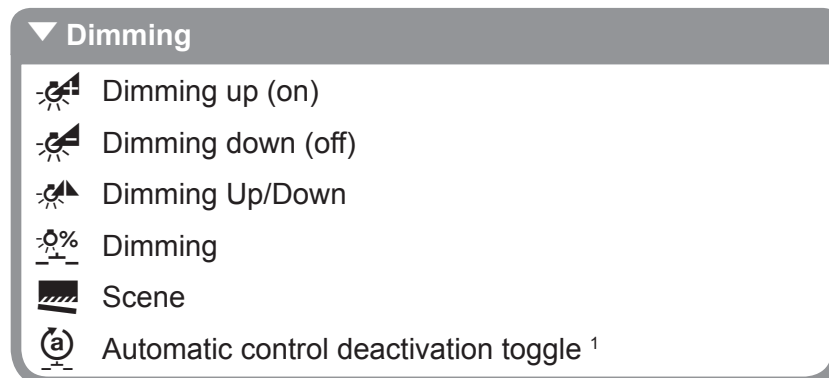 Dimming
Dimming up (on)
Dimming down (off)
Dimming Up/Down
% Dimming
Scene
a Automatic control deactivation toggle 1